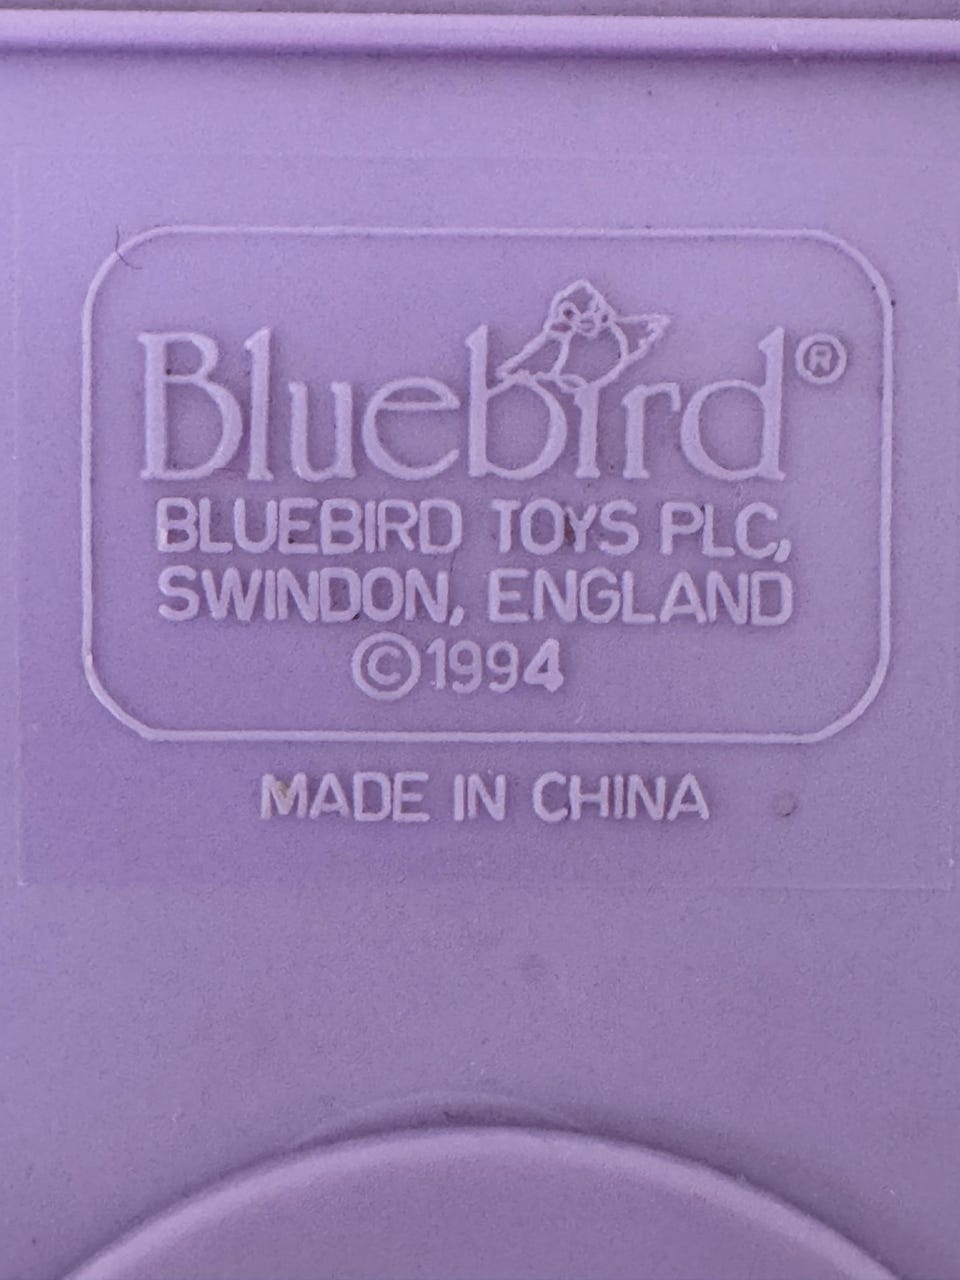 Bluebird®
BLUEBIRD TOYS PLC,
SWINDON, ENGLAND
©1994
MADE IN CHINA